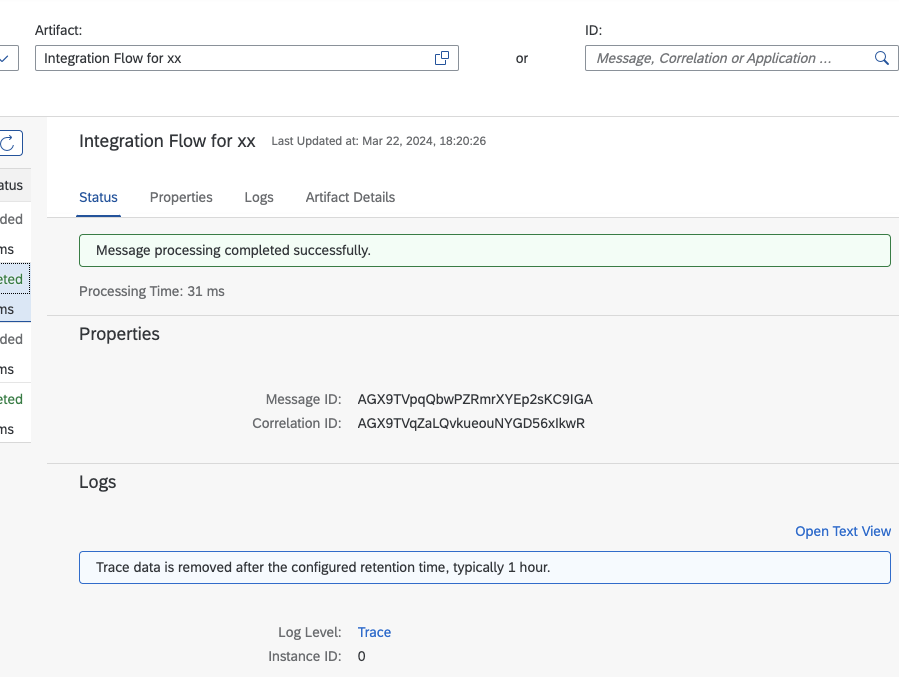 Artifact:
ID:
Integration Flow for xx
or
Message, Correlation or Application ...
Integration Flow for xx
Last Updated at: Mar 22, 2024, 18:20:26
atus
Status
Properties
Logs
Artifact Details
ded
ms
Message processing completed successfully.
eted
ms
Processing Time: 31 ms
ded
ms
Properties
eted
ms
Message ID: AGX9TVpqQbwPZRmrXYEp2sKC9IGA
Correlation ID: AGX9TVqZaLQvkueouNYGD56xIkwR
Logs
Open Text View
Trace data is removed after the configured retention time, typically 1 hour.
Log Level: Trace
Instance ID: 0